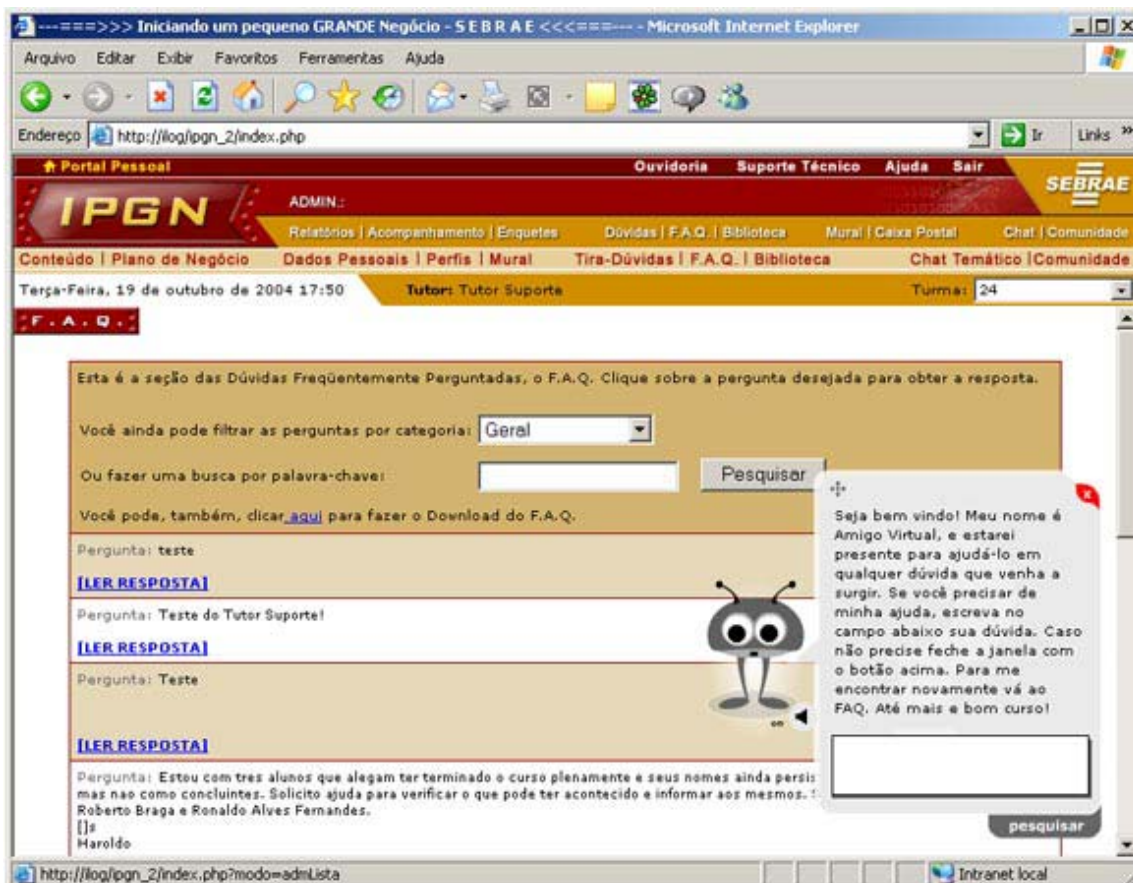 ---===>>> Iniciando um pequeno GRANDE Negócio - S E B R A E <<<===--- - Microsoft Internet Explorer
Arquivo Editar Exibir Favoritos Ferramentas Ajuda
Endereço http://ilog/ipgn_2/index.php Ir Links »
Portal Pessoal Ouvidoria Suporte Técnico Ajuda Sair
SEBRAE
IPGN
ADMIN.:
Relatórios | Acompanhamento | Enquetes Dúvidas | F.A.Q. | Biblioteca Mural | Caixa Postal Chat | Comunidade
Conteúdo | Plano de Negócio Dados Pessoais | Perfis | Mural Tira-Dúvidas | F.A.Q. | Biblioteca Chat Temático |Comunidade
Terça-Feira, 19 de outubro de 2004 17:50 Tutor: Tutor Suporte Turma: 24
F.A.Q.
Esta é a seção das Dúvidas Freqüentemente Perguntadas, o F.A.Q. Clique sobre a pergunta desejada para obter a resposta.
Você ainda pode filtrar as perguntas por categoria: Geral
Ou fazer uma busca por palavra-chave: Pesquisar
Você pode, também, clicar aqui para fazer o Download do F.A.Q.
Pergunta: teste
[LER RESPOSTA]
Pergunta: Teste do Tutor Suporte!
[LER RESPOSTA]
Pergunta: Teste
[LER RESPOSTA]
Pergunta: Estou com tres alunos que alegam ter terminado o curso plenamente e seus nomes ainda persis
mas nao como concluintes. Solicito ajuda para verificar o que pode ter acontecido e informar aos mesmos.
Roberto Braga e Ronaldo Alves Fernandes.
[]s
Haroldo
x
Seja bem vindo! Meu nome é
Amigo Virtual, e estarei
presente para ajudá-lo em
qualquer dúvida que venha a
surgir. Se você precisar de
minha ajuda, escreva no
campo abaixo sua dúvida. Caso
não precise feche a janela com
o botão acima. Para me
encontrar novamente vá ao
FAQ. Até mais e bom curso!
pesquisar
http://ilog/ipgn_2/index.php?modo=admLista Intranet local